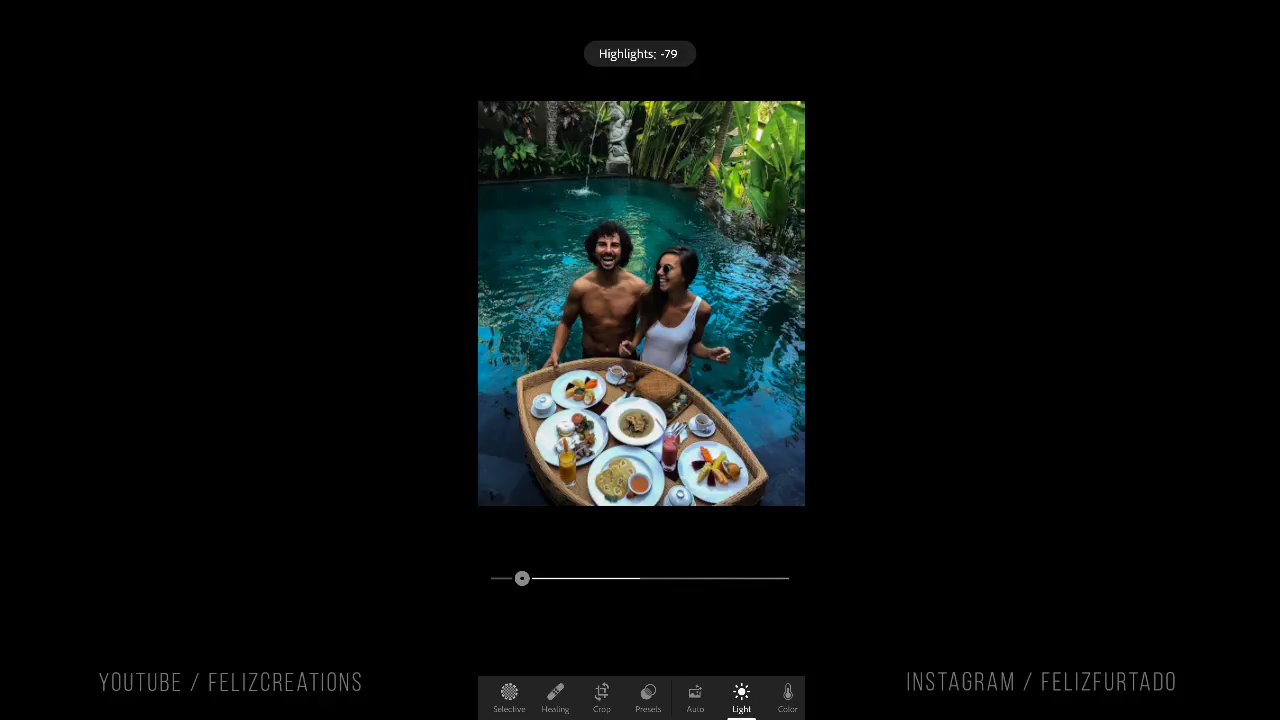 Highlights: -79
YOUTUBE / FELIZCREATIONS
INSTAGRAM / FELIZFURTADO
Selective
Healing
Crop
Presets
Auto
Light
Color